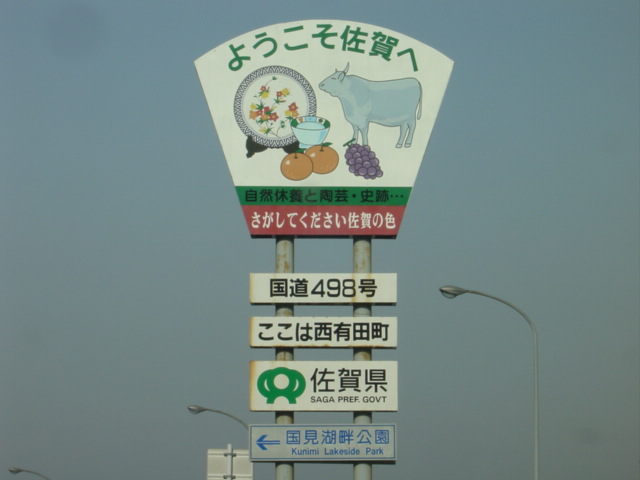 ようこそ佐賀へ
自然休養と陶芸・史跡…
さがしてください佐賀の色
国道498号
ここは西有田町
佐賀県
SAGA PREF. GOVT
国見湖畔公園
Kunimi Lakeside Park